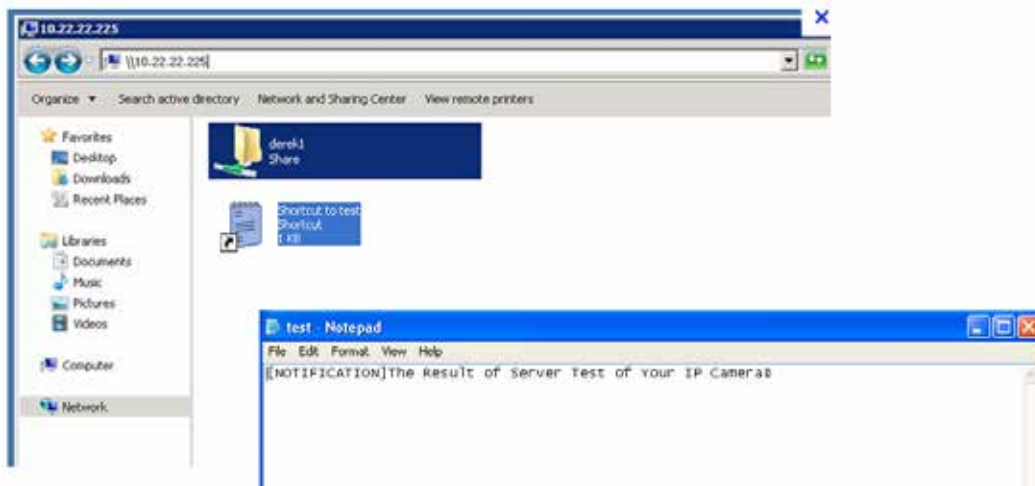 10.22.22.225
\\10.22.22.225
Organize Search active directory Network and Sharing Center View remote printers
Favorites
Desktop
Downloads
Recent Places
Libraries
Documents
Music
Pictures
Videos
Computer
Network
derek1
Share
Shortcut to test
Shortcut
1 KB
test - Notepad
File Edit Format View Help
[NOTIFICATION]The Result of Server Test of Your IP Camera